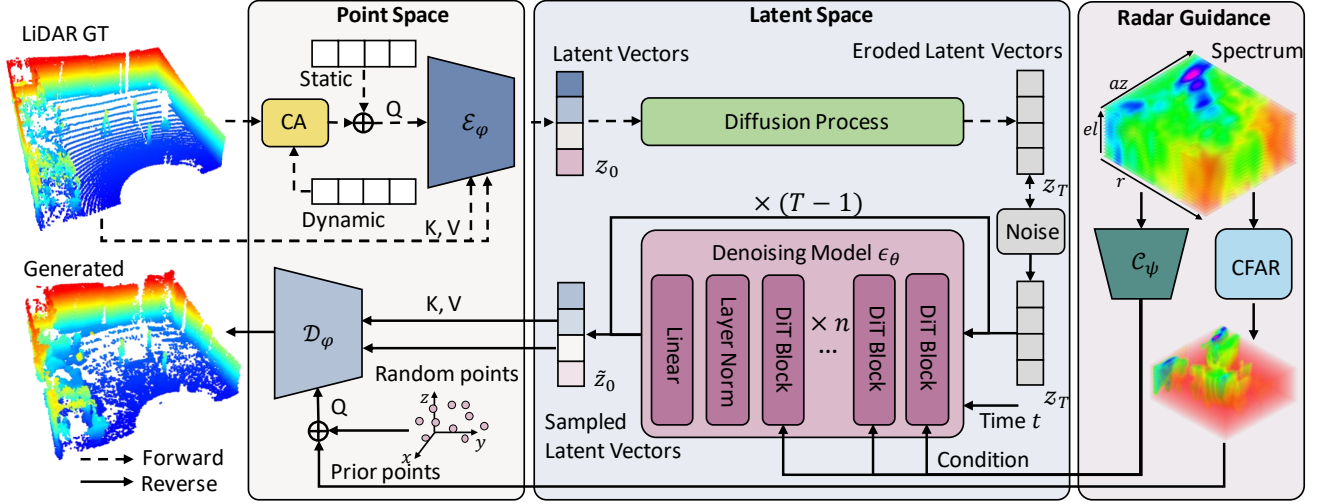 Point Space
Latent Space
Radar Guidance
LiDAR GT
Static
CA
Q
ℰ_φ
Dynamic
K, V
Latent Vectors
z_0
Diffusion Process
Eroded Latent Vectors
z_T
Noise
× (T − 1)
Spectrum
az
el
r
𝒞_ψ
CFAR
Generated
𝒟_φ
K, V
Q
Random points
z
y
x
Prior points
z̃_0
Sampled
Latent Vectors
Denoising Model ϵ_θ
Linear
Layer Norm
DiT Block
× n
...
DiT Block
DiT Block
z_T
Time t
Condition
Forward
Reverse